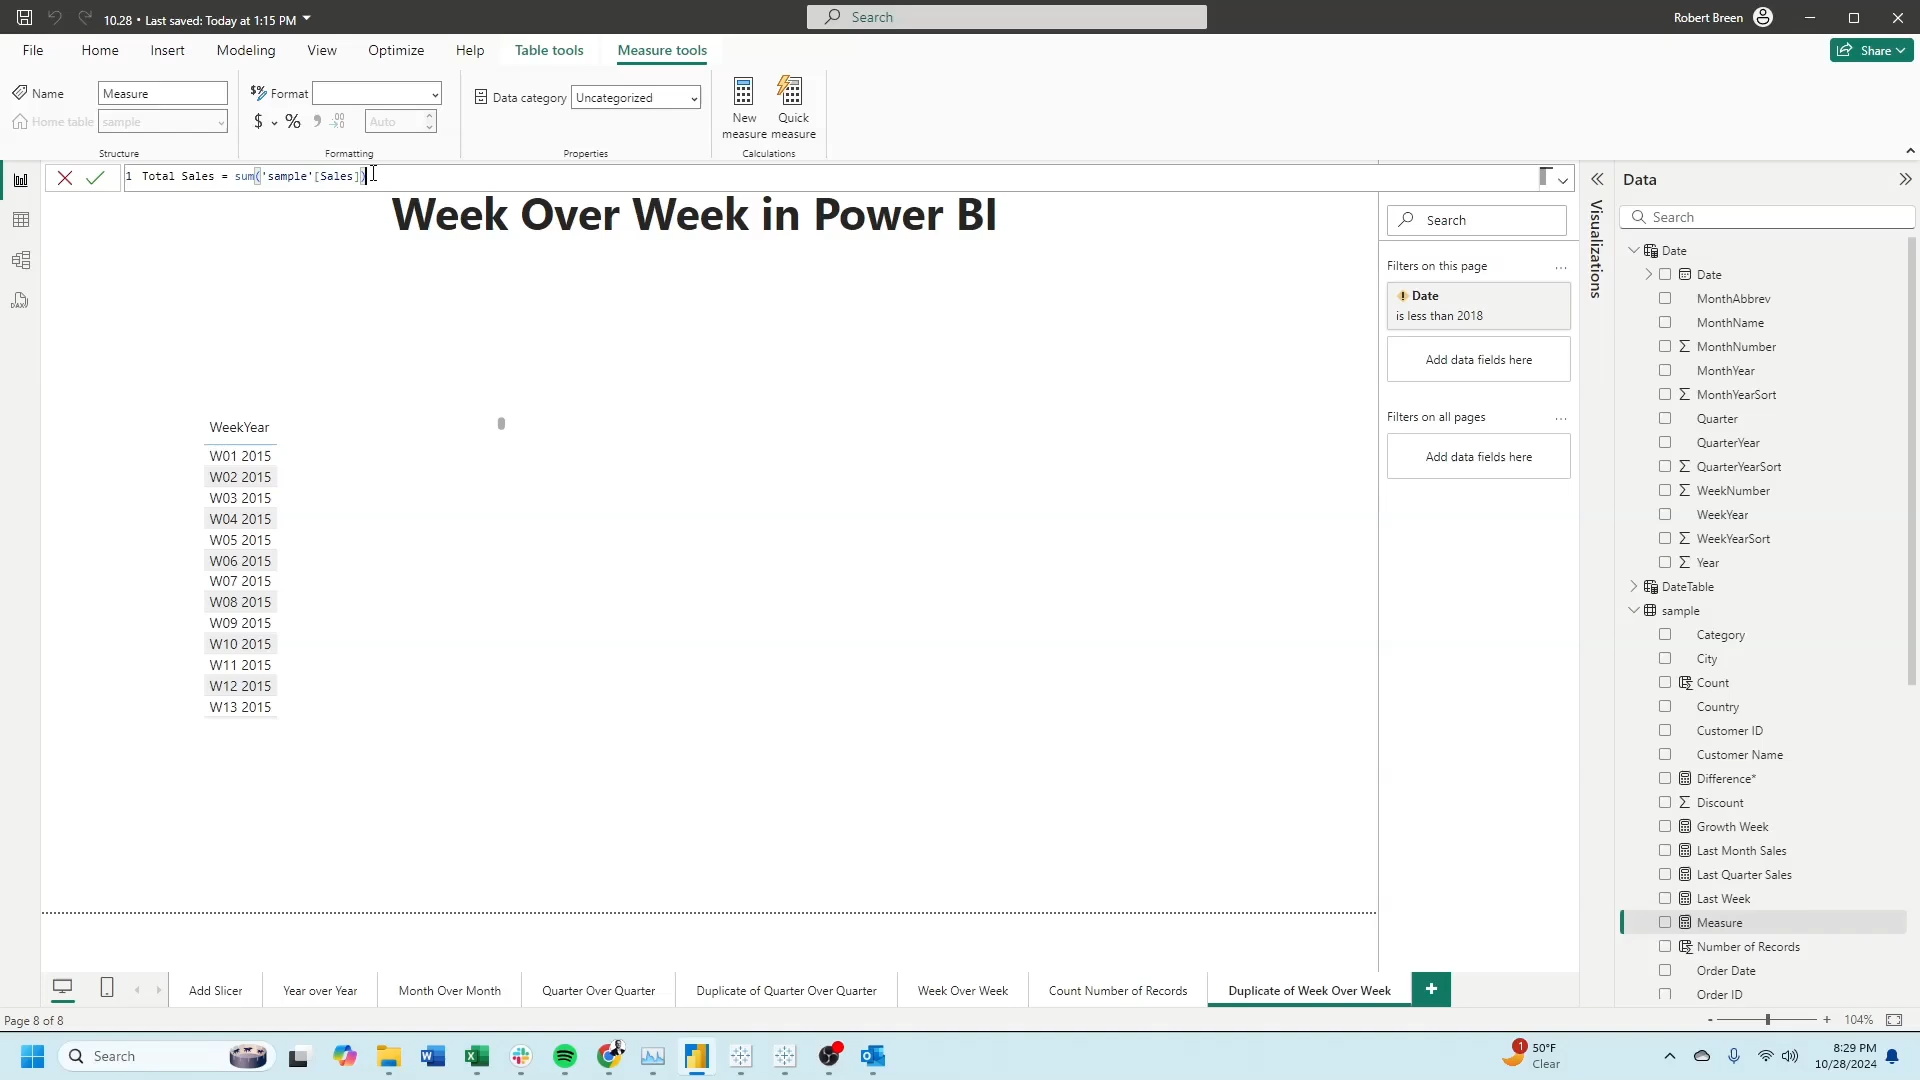 10.28 • Last saved: Today at 1:15 PM
Search
Robert Breen
File
Home
Insert
Modeling
View
Optimize
Help
Table tools
Measure tools
Share
Name
Measure
Home table
sample
Structure
Format
$
%
Auto
Formatting
Data category
Uncategorized
Properties
New measure
Quick measure
Calculations
1 Total Sales = sum('sample'[Sales])
Week Over Week in Power BI
WeekYear
W01 2015
W02 2015
W03 2015
W04 2015
W05 2015
W06 2015
W07 2015
W08 2015
W09 2015
W10 2015
W11 2015
W12 2015
W13 2015
Search
Filters on this page
Date
is less than 2018
Add data fields here
Filters on all pages
Add data fields here
Visualizations
Data
Search
Date
Date
MonthAbbrev
MonthName
MonthNumber
MonthYear
MonthYearSort
Quarter
QuarterYear
QuarterYearSort
WeekNumber
WeekYear
WeekYearSort
Year
DateTable
sample
Category
City
Count
Country
Customer ID
Customer Name
Difference*
Discount
Growth Week
Last Month Sales
Last Quarter Sales
Last Week
Measure
Number of Records
Order Date
Order ID
Add Slicer
Year over Year
Month Over Month
Quarter Over Quarter
Duplicate of Quarter Over Quarter
Week Over Week
Count Number of Records
Duplicate of Week Over Week
Page 8 of 8
104%
Search
1
50°F
Clear
8:29 PM
10/28/2024